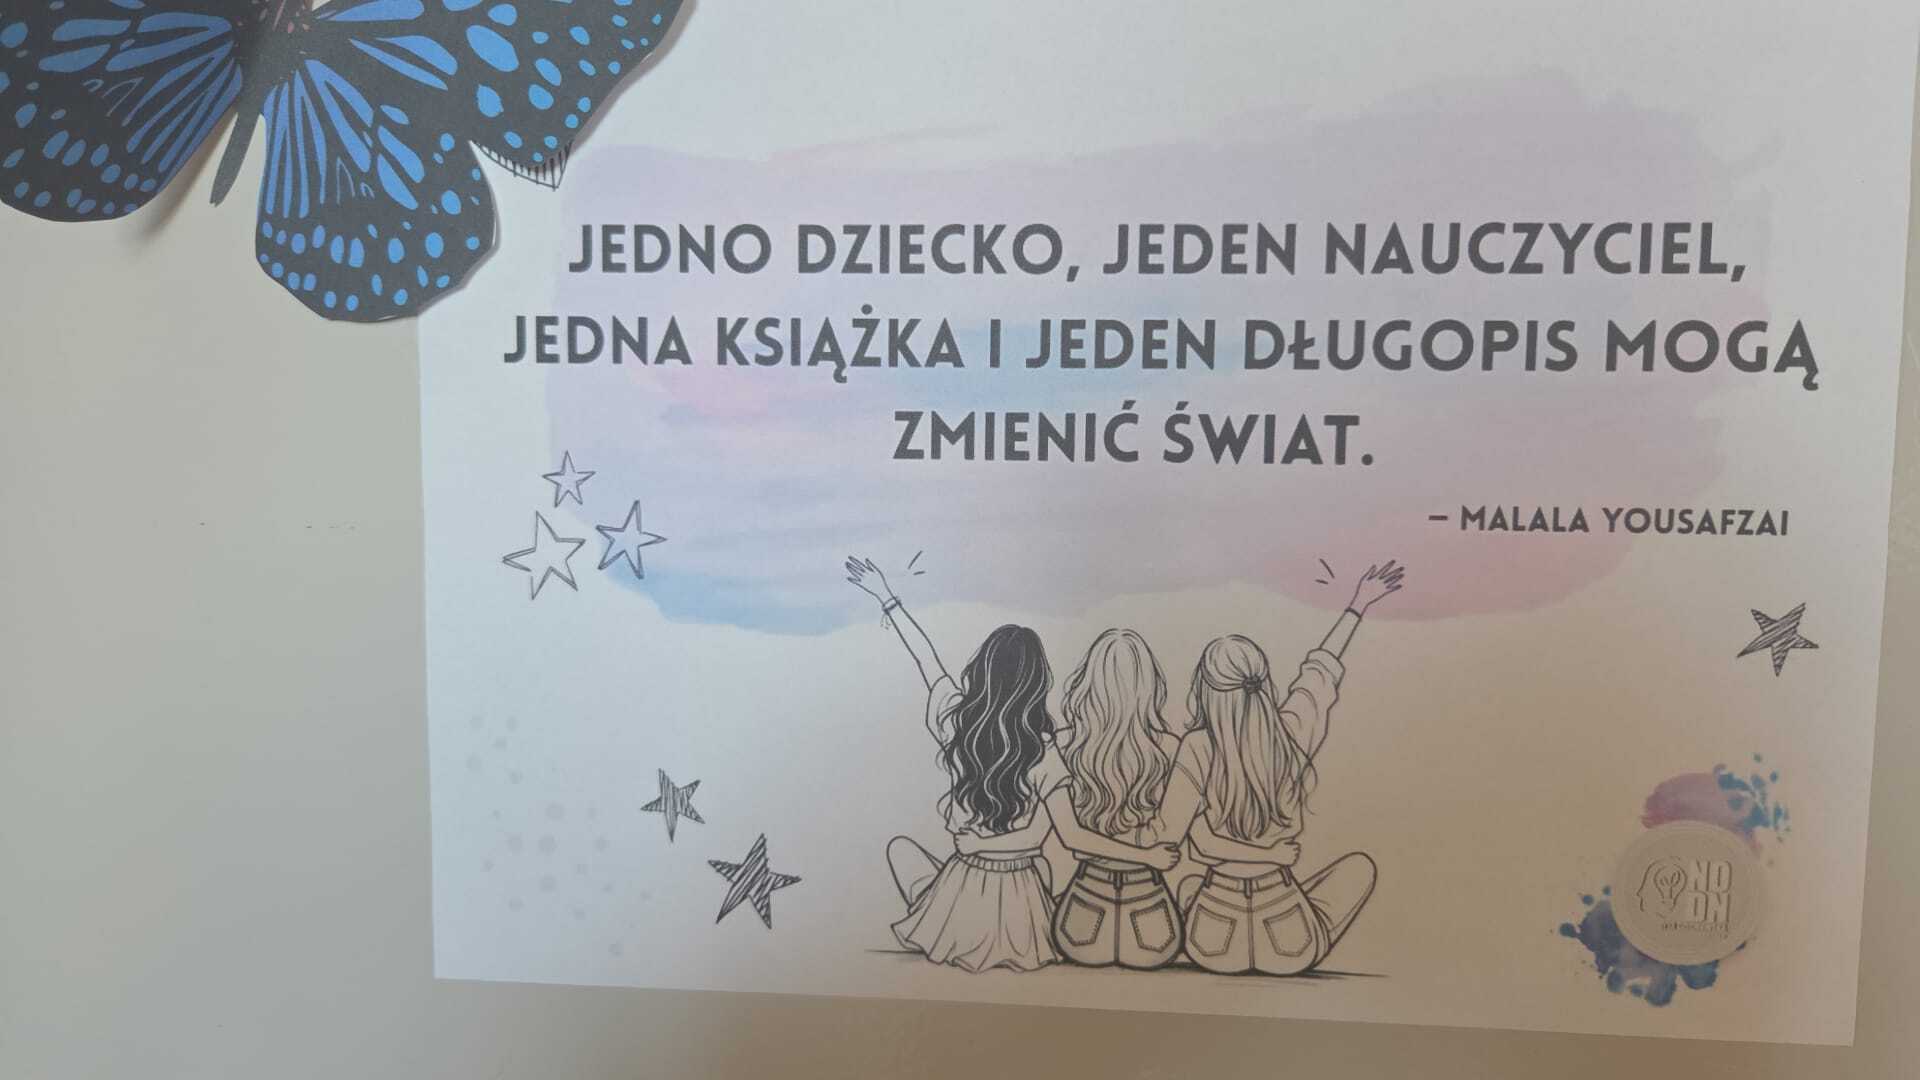 JEDNO DZIECKO, JEDEN NAUCZYCIEL,
JEDNA KSIĄŻKA I JEDEN DŁUGOPIS MOGĄ
ZMIENIĆ ŚWIAT.
– MALALA YOUSAFZAI